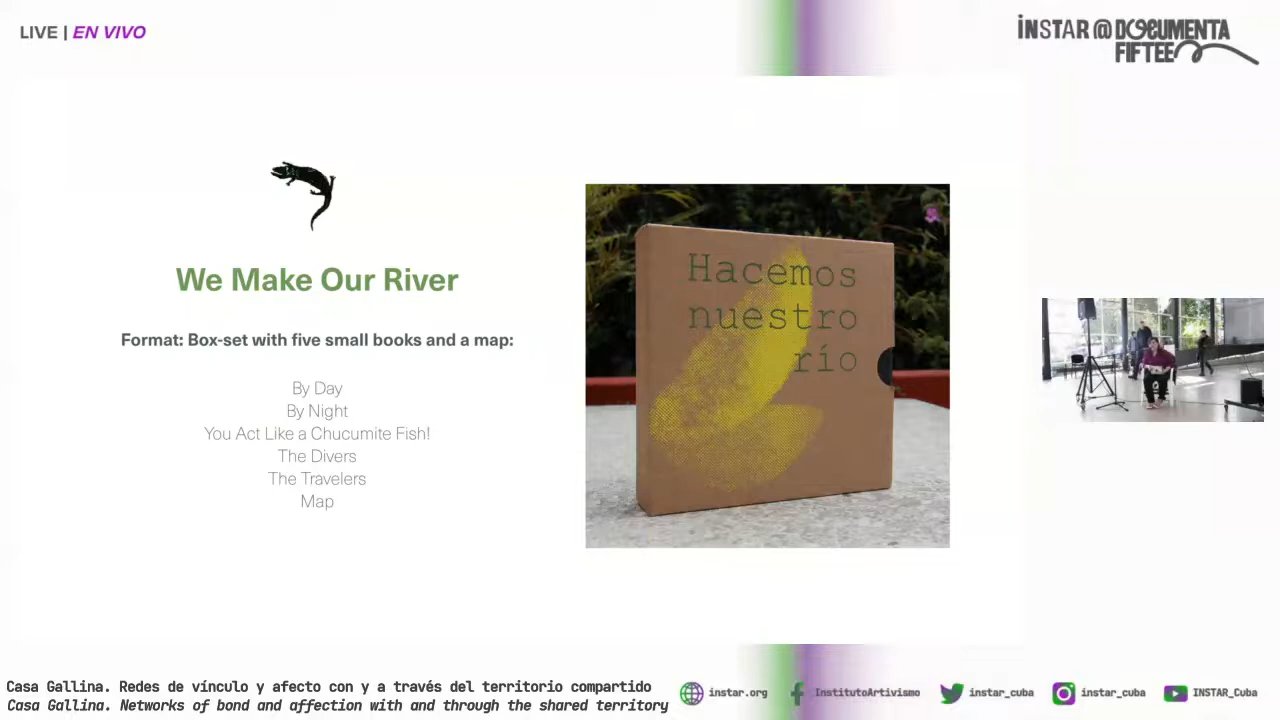 LIVE | EN VIVO
INSTAR @ DOCUMENTA
FIFTEEN
We Make Our River
Format: Box-set with five small books and a map:
By Day
By Night
You Act Like a Chucumite Fish!
The Divers
The Travelers
Map
Hacemos
nuestro
río
Casa Gallina. Redes de vínculo y afecto con y a través del territorio compartido
Casa Gallina. Networks of bond and affection with and through the shared territory
instar.org
InstitutoArtivismo
instar_cuba
instar_cuba
INSTAR_Cuba